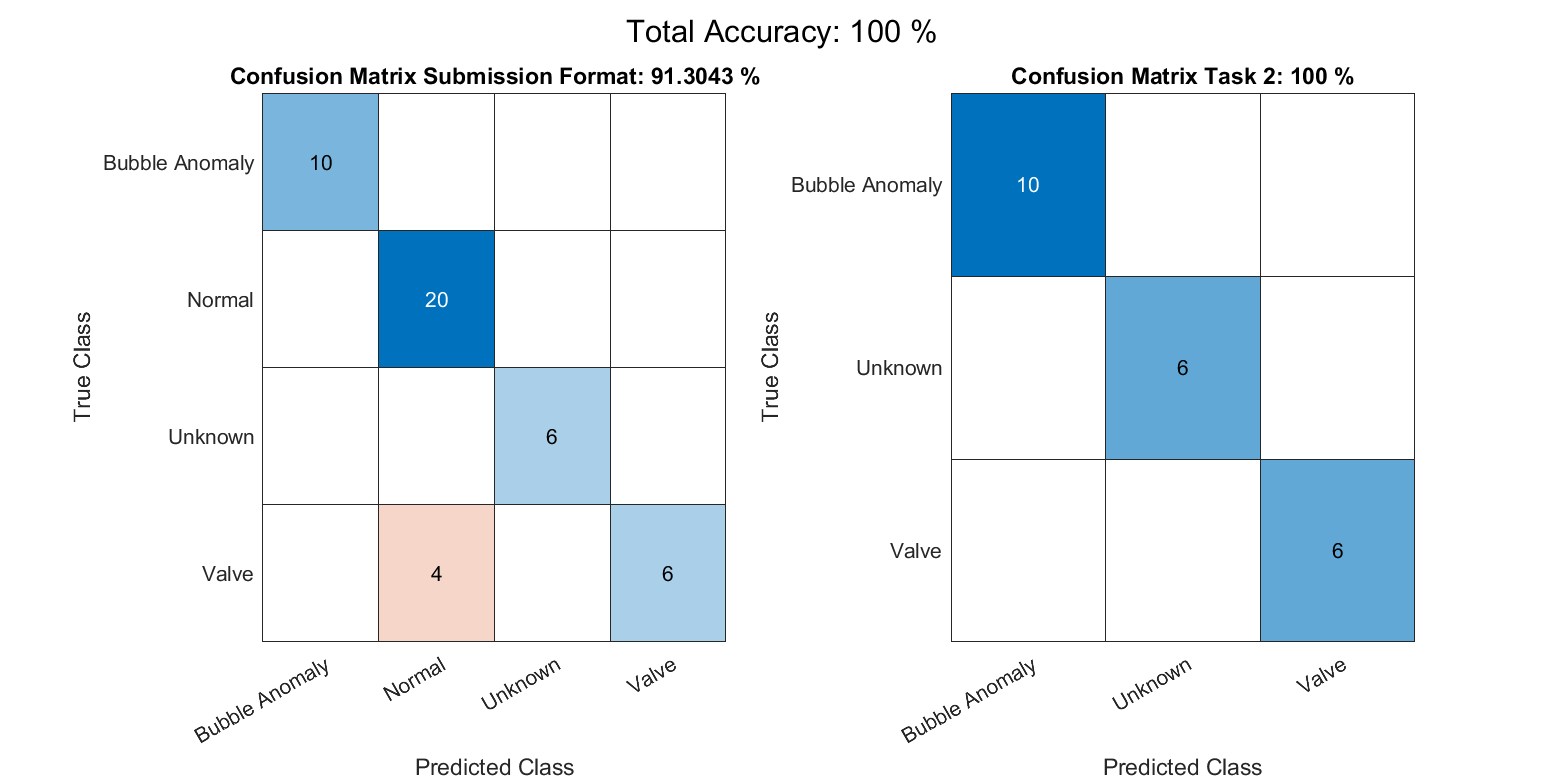 Total Accuracy: 100 %
Confusion Matrix Submission Format: 91.3043 %
True Class
Bubble Anomaly
10
Normal
20
Unknown
6
Valve
4
6
Bubble Anomaly
Normal
Unknown
Valve
Predicted Class
Confusion Matrix Task 2: 100 %
True Class
Bubble Anomaly
10
Unknown
6
Valve
6
Bubble Anomaly
Unknown
Valve
Predicted Class